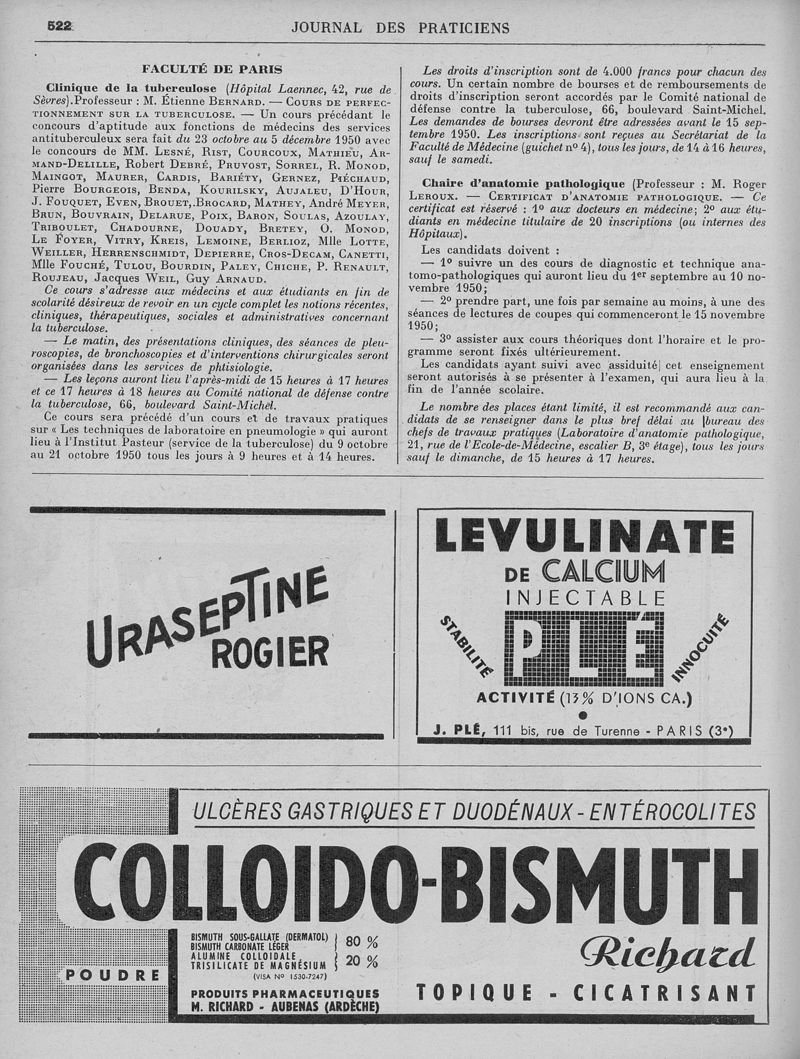 522
JOURNAL DES PRATICIENS
FACULTÉ DE PARIS
Clinique de la tuberculose (Hôpital Laennec, 42, rue de
Sèvres).Professeur : M. Étienne BERNARD. — COURS DE PERFEC-
TIONNEMENT SUR LA TUBERCULOSE. — Un cours précédant le
concours d'aptitude aux fonctions de médecins des services
antituberculeux sera fait du 23 octobre au 5 décembre 1950 avec
le concours de MM. LESNÉ, RIST, COURCOUX, MATHIEU, AR-
MAND-DELILLE, Robert DEBRÉ, PRUVOST, SORREL, R. MONOD,
MAINGOT, MAURER, CARDIS, BARIÉTY, GERNEZ, PIÉCHAUD,
Pierre BOURGEOIS, BENDA, KOURILSKY, AUJALEU, D'HOUR,
J. FOUQUET, EVEN, BROUET,.BROCARD, MATHEY, André MEYER,
BRUN, BOUVRAIN, DELARUE, POIX, BARON, SOULAS, AZOULAY,
TRIBOULET, CHADOURNE, DOUADY, BRETEY, O. MONOD,
LE FOYER, VITRY, KREIS, LEMOINE, BERLIOZ, Mlle LOTTE,
WEILLER, HERRENSCHMIDT, DEPIERRE, CROS-DECAM, CANETTI,
Mlle FOUCHÉ, TULOU, BOURDIN, PALEY, CHICHE, P. RENAULT,
ROUJEAU, Jacques WEIL, Guy ARNAUD.
Ce cours s'adresse aux médecins et aux étudiants en fin de
scolarité désireux de revoir en un cycle complet les notions récentes,
cliniques, thérapeutiques, sociales et administratives concernant
la tuberculose.
— Le matin, des présentations cliniques, des séances de pleu-
roscopies, de bronchoscopies et d'interventions chirurgicales seront
organisées dans les services de phtisiologie.
— Les leçons auront lieu l'après-midi de 15 heures à 17 heures
et ce 17 heures à 18 heures au Comité national de défense contre
la tuberculose, 66, boulevard Saint-Michel.
Ce cours sera précédé d'un cours et de travaux pratiques
sur « Les techniques de laboratoire en pneumologie » qui auront
lieu à l'Institut Pasteur (service de la tuberculose) du 9 octobre
au 21 octobre 1950 tous les jours à 9 heures et à 14 heures.
Les droits d'inscription sont de 4.000 francs pour chacun des
cours. Un certain nombre de bourses et de remboursements de
droits d'inscription seront accordés par le Comité national de
défense contre la tuberculose, 66, boulevard Saint-Michel.
Les demandes de bourses devront être adressées avant le 15 sep-
tembre 1950. Les inscriptions sont reçues au Secrétariat de la
Faculté de Médecine (guichet nº 4), tous les jours, de 14 à 16 heures,
sauf le samedi.
Chaire d'anatomie pathologique (Professeur : M. Roger
LEROUX. — CERTIFICAT D'ANATOMIE PATHOLOGIQUE. — Ce
certificat est réservé : 1º aux docteurs en médecine; 2º aux étu-
diants en médecine titulaire de 20 inscriptions (ou internes des
Hôpitaux).
Les candidats doivent :
— 1º suivre un des cours de diagnostic et technique ana-
tomo-pathologiques qui auront lieu du 1er septembre au 10 no-
vembre 1950;
— 2º prendre part, une fois par semaine au moins, à une des
séances de lectures de coupes qui commenceront le 15 novembre
1950;
— 3º assister aux cours théoriques dont l'horaire et le pro-
gramme seront fixés ultérieurement.
Les candidats ayant suivi avec assiduité cet enseignement
seront autorisés à se présenter à l'examen, qui aura lieu à la
fin de l'année scolaire.
Le nombre des places étant limité, il est recommandé aux can-
didats de se renseigner dans le plus bref délai au bureau des
chefs de travaux pratiques (Laboratoire d'anatomie pathologique,
21, rue de l'Ecole-de-Médecine, escalier B, 3e étage), tous les jours
sauf le dimanche, de 15 heures à 17 heures.
URASEPTINE
ROGIER
LEVULINATE
DE CALCIUM
INJECTABLE
STABILITÉ
PLÉ
INNOCUITÉ
ACTIVITÉ (13% D'IONS CA.)
J. PLÉ, 111 bis, rue de Turenne - PARIS (3e)
ULCÈRES GASTRIQUES ET DUODÉNAUX - ENTÉROCOLITES
COLLOIDO-BISMUTH
BISMUTH SOUS-GALLATE (DERMATOL)
BISMUTH CARBONATE LÉGER
80 %
ALUMINE COLLOIDALE
TRISILICATE DE MAGNÉSIUM
20 %
(VISA Nº 1530-7247)
Richard
POUDRE
PRODUITS PHARMACEUTIQUES
M. RICHARD - AUBENAS (ARDÈCHE)
TOPIQUE - CICATRISANT